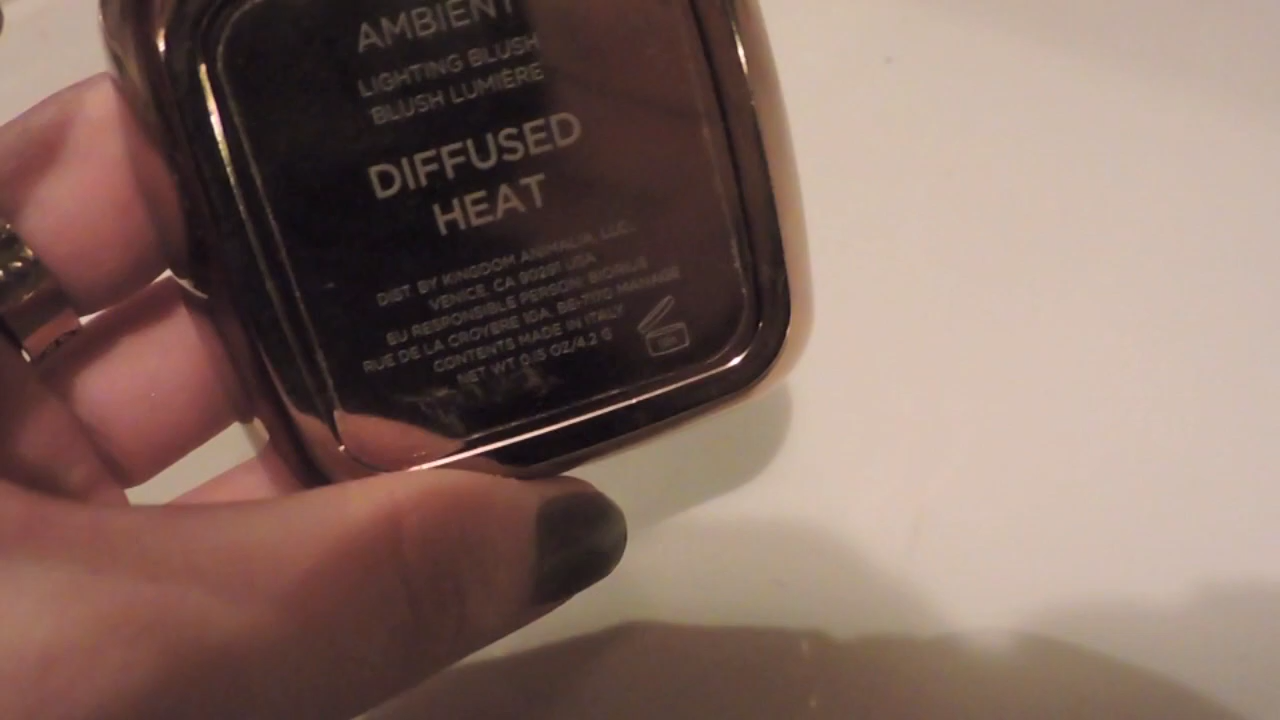 AMBIENT
LIGHTING BLUSH
BLUSH LUMIÈRE
DIFFUSED
HEAT
DIST. BY KINGDOM ANIMALIA, LLC.
VENICE, CA 90291 USA
EU RESPONSIBLE PERSON: BIORIUS
RUE DE LA CROYERE 10A, BE-7170 MANAGE
CONTENTS MADE IN ITALY
NET WT 0.15 OZ/4.2 G